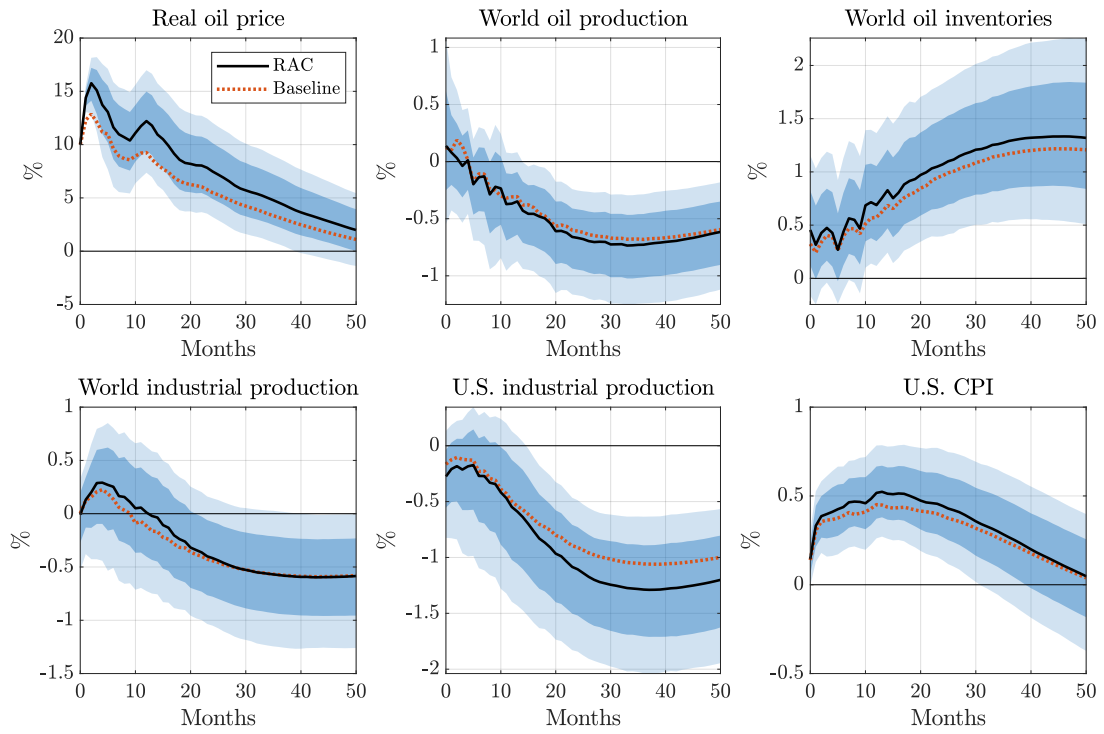 Real oil price
20
15
10
5
0
-5
%
0 10 20 30 40 50
Months
RAC
Baseline
World oil production
1
0.5
0
-0.5
-1
%
0 10 20 30 40 50
Months
World oil inventories
2
1.5
1
0.5
0
%
0 10 20 30 40 50
Months
World industrial production
1
0.5
0
-0.5
-1
-1.5
%
0 10 20 30 40 50
Months
U.S. industrial production
0
-0.5
-1
-1.5
-2
%
0 10 20 30 40 50
Months
U.S. CPI
1
0.5
0
-0.5
%
0 10 20 30 40 50
Months